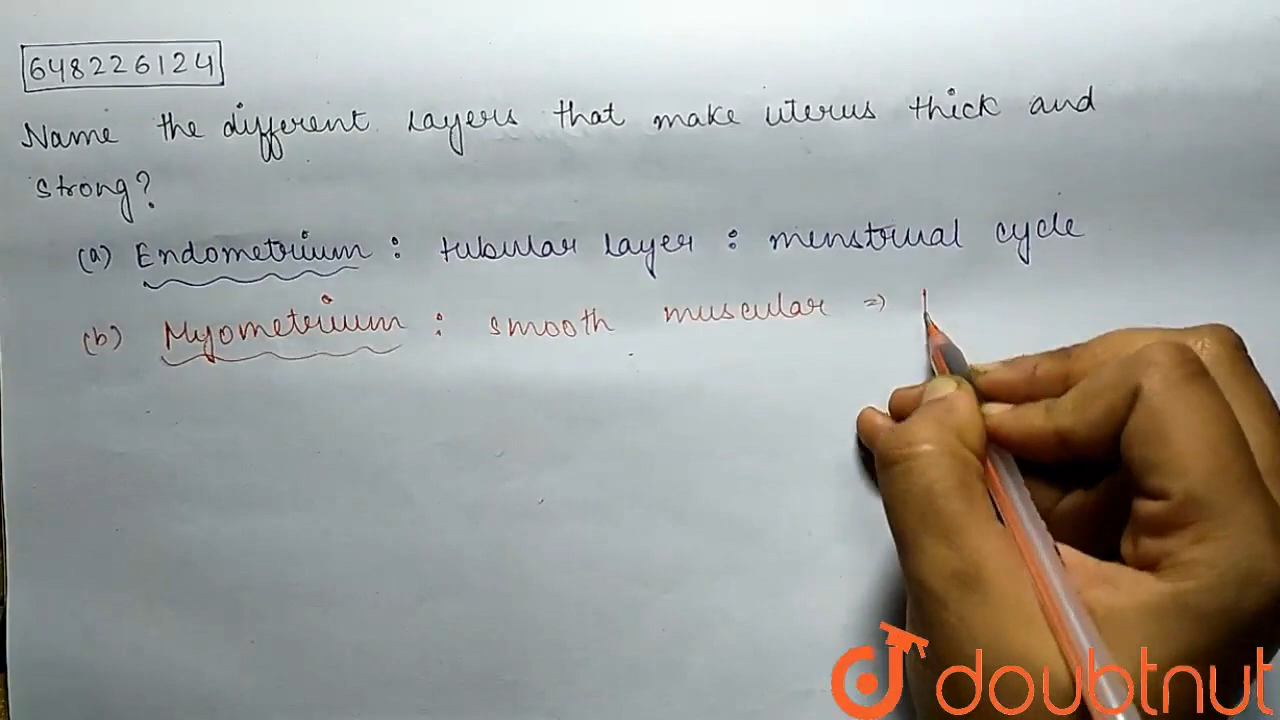 648226124
Name the different layers that make uterus thick and
strong?
(a) Endometrium : tubular layer : menstrual cycle
(b) Myometrium : smooth muscular =>
doubtnut